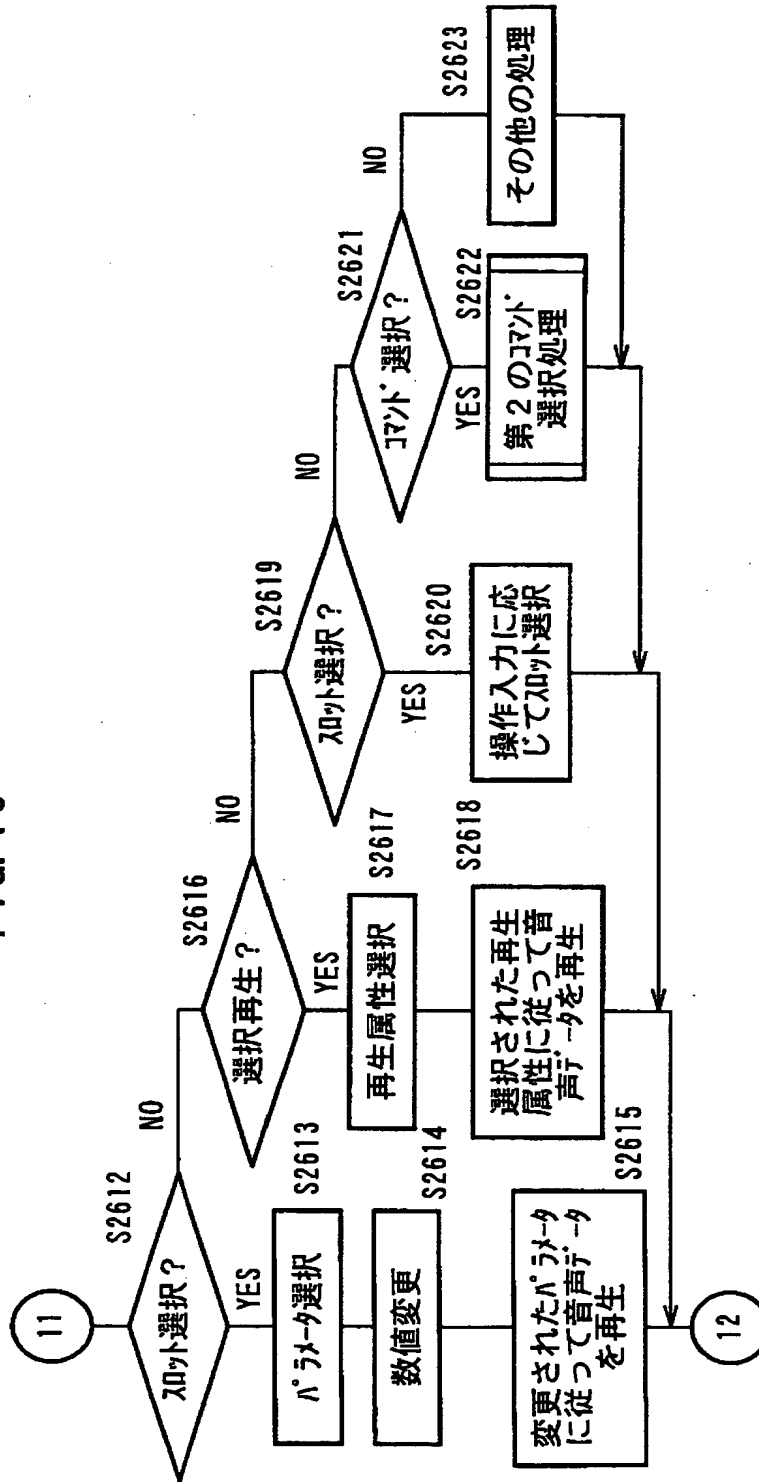 11
S2612
スロット選択?
NO
YES
S2613
パラメータ選択
S2614
数値変更
S2615
変更されたパラメータ
に従って音声データ
を再生
12
S2616
選択再生?
NO
YES
S2617
再生属性選択
S2618
選択された再生
属性に従って音
声データを再生
S2619
スロット選択?
NO
YES
S2620
操作入力に応
じてスロット選択
S2621
コマンド選択?
NO
YES
S2622
第2のコマンド
選択処理
S2623
その他の処理